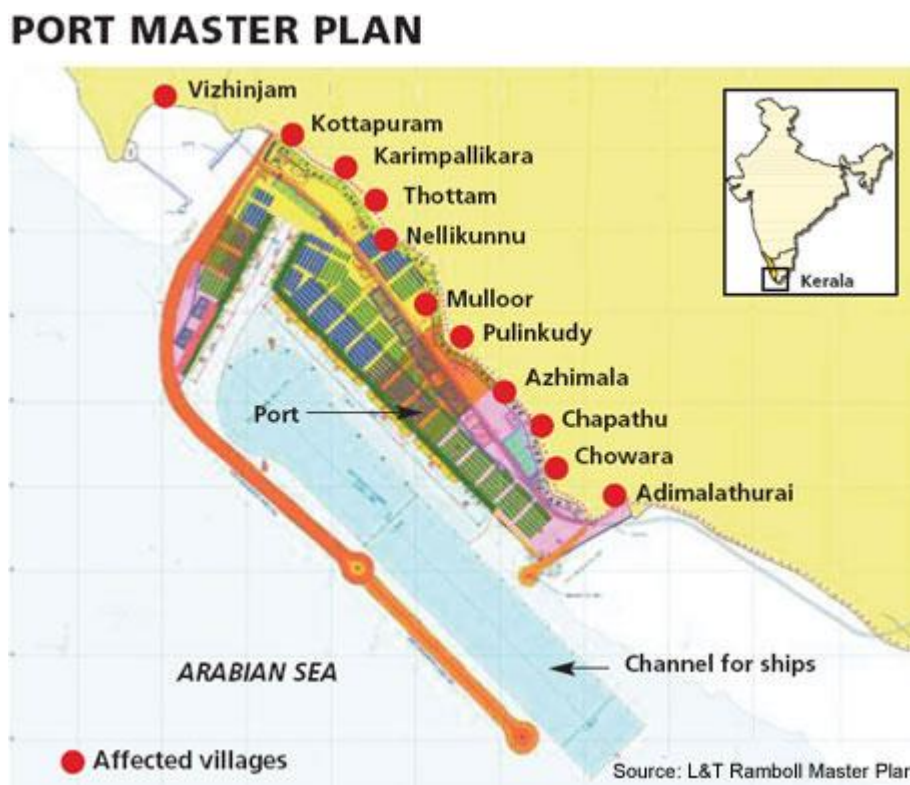 PORT MASTER PLAN
Vizhinjam
Kottapuram
Karimpallikara
Thottam
Nellikunnu
Mulloor
Pulinkudy
Azhimala
Chapathu
Chowara
Adimalathurai
Kerala
Port
Channel for ships
ARABIAN SEA
Affected villages
Source: L&T Ramboll Master Plan